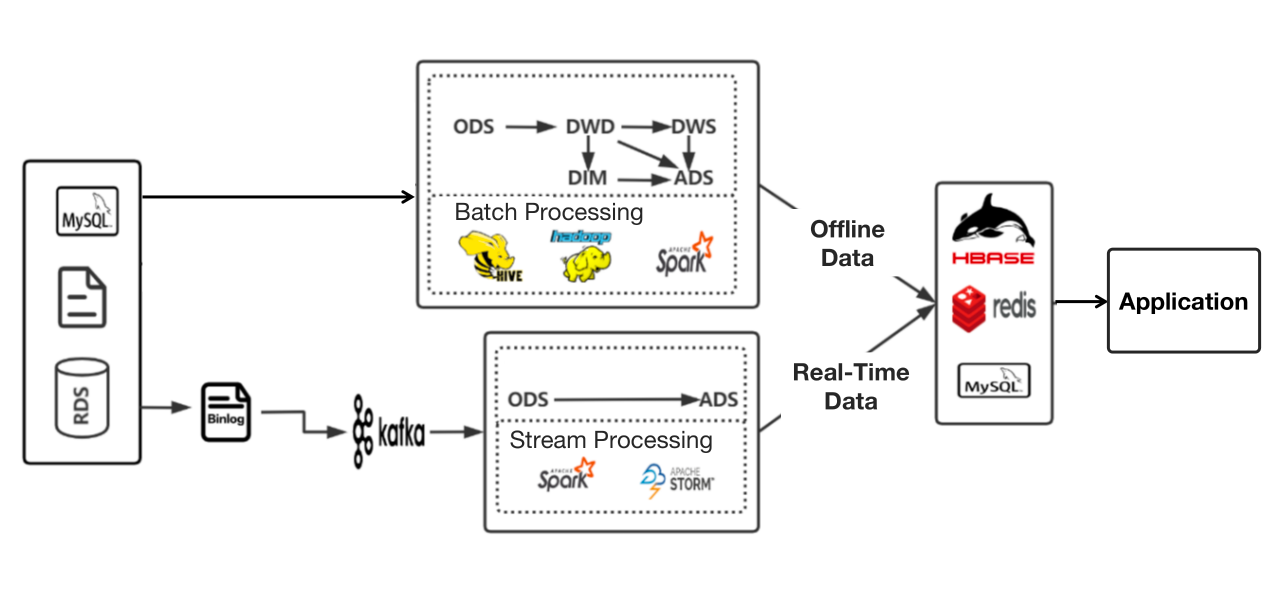 MySQL
RDS
Binlog
kafka
ODS DWD DWS
DIM ADS
Batch Processing
HIVE
hadoop
APACHE
Spark
ODS ADS
Stream Processing
APACHE
Spark
APACHE
STORM
Offline
Data
Real-Time
Data
HBASE
redis
MySQL
Application